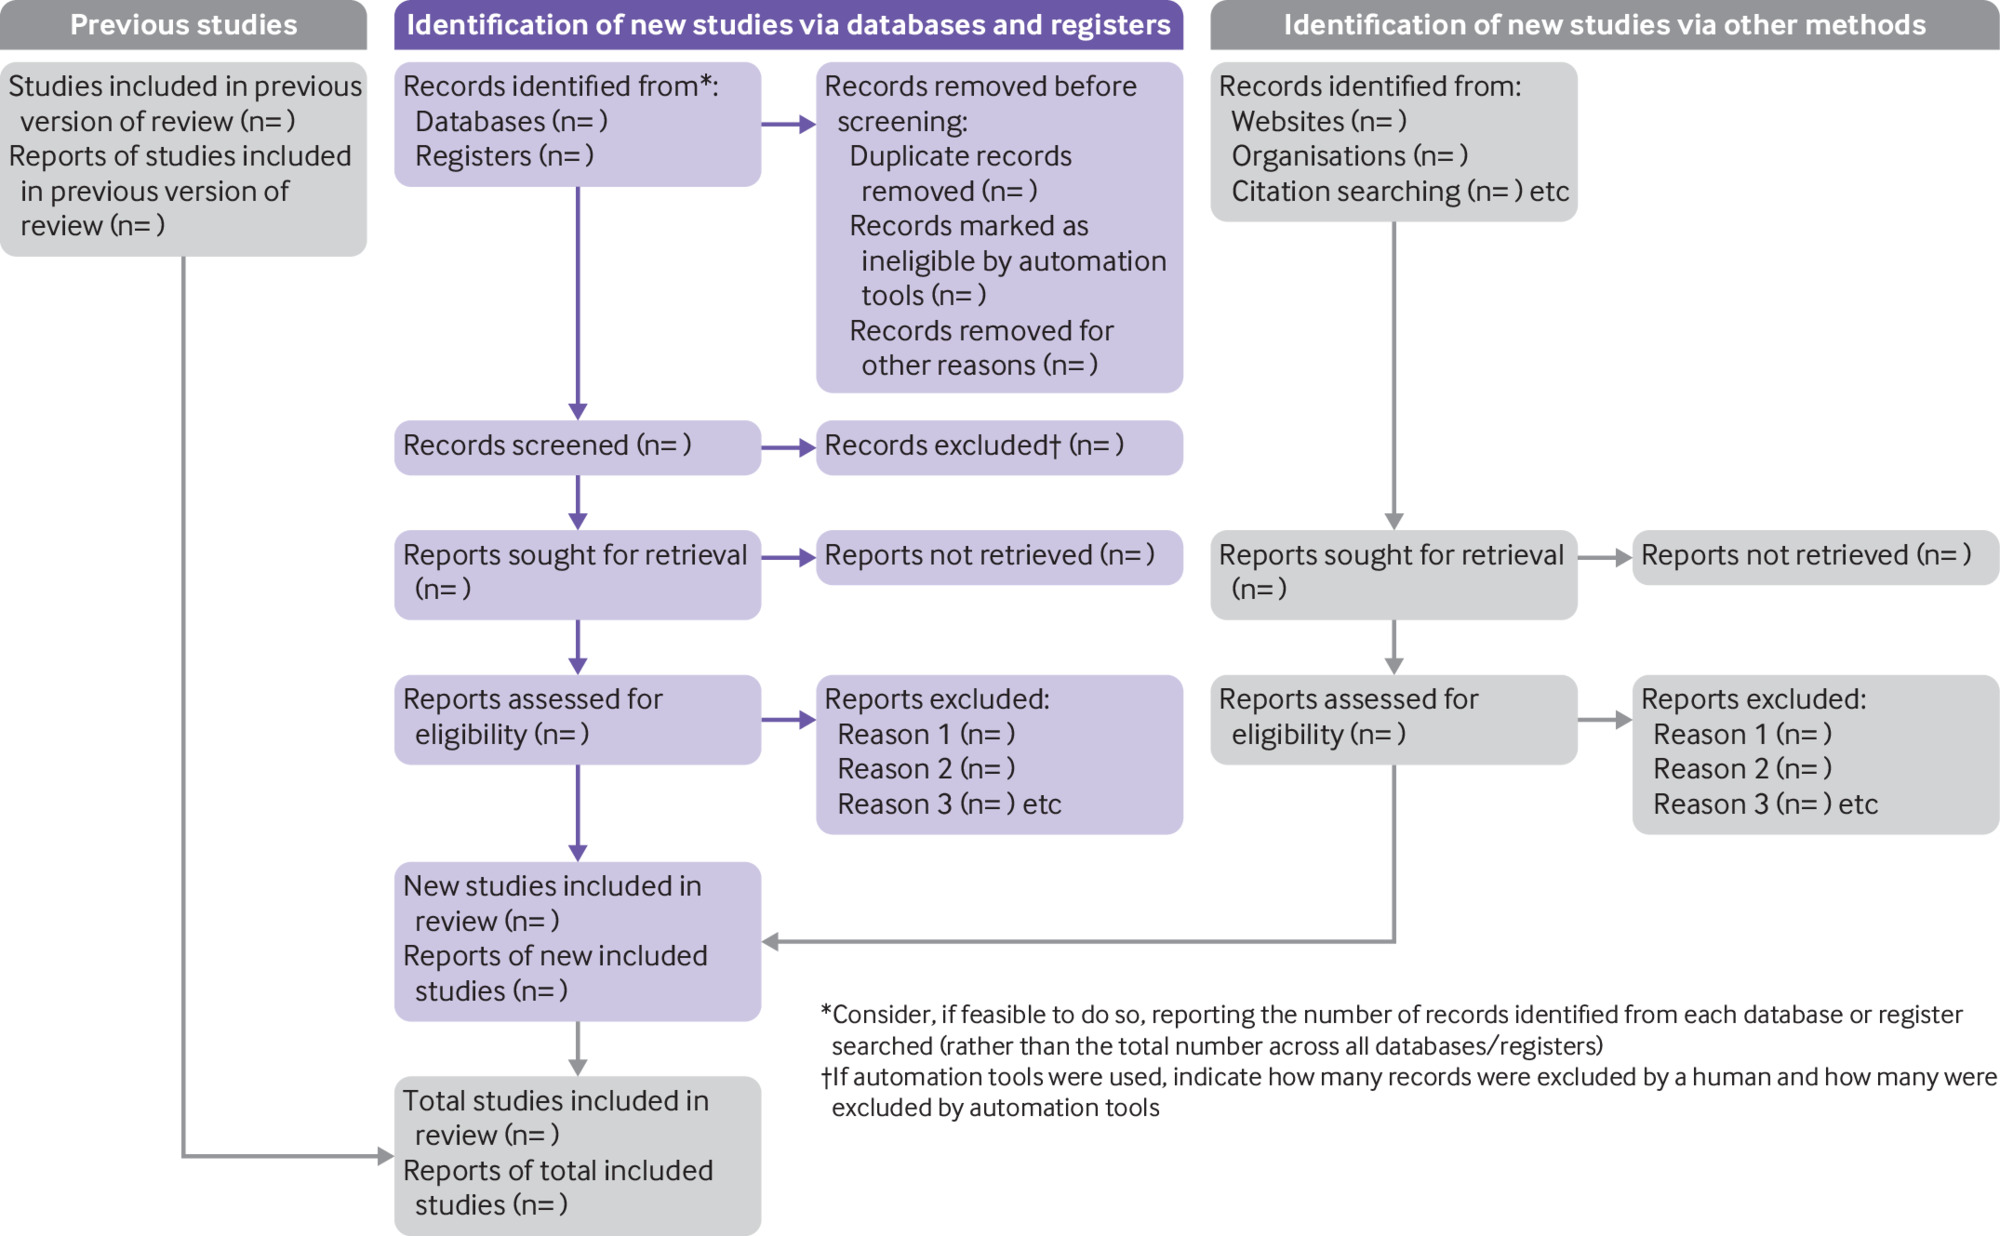 Previous studies
Studies included in previous
version of review (n= )
Reports of studies included
in previous version of
review (n= )
Identification of new studies via databases and registers
Records identified from*:
Databases (n= )
Registers (n= )
Records removed before
screening:
Duplicate records
removed (n= )
Records marked as
ineligible by automation
tools (n= )
Records removed for
other reasons (n= )
Records screened (n= )
Records excluded† (n= )
Reports sought for retrieval
(n= )
Reports not retrieved (n= )
Reports assessed for
eligibility (n= )
Reports excluded:
Reason 1 (n= )
Reason 2 (n= )
Reason 3 (n= ) etc
New studies included in
review (n= )
Reports of new included
studies (n= )
Total studies included in
review (n= )
Reports of total included
studies (n= )
Identification of new studies via other methods
Records identified from:
Websites (n= )
Organisations (n= )
Citation searching (n= ) etc
Reports sought for retrieval
(n= )
Reports not retrieved (n= )
Reports assessed for
eligibility (n= )
Reports excluded:
Reason 1 (n= )
Reason 2 (n= )
Reason 3 (n= ) etc
*Consider, if feasible to do so, reporting the number of records identified from each database or register
searched (rather than the total number across all databases/registers)
†If automation tools were used, indicate how many records were excluded by a human and how many were
excluded by automation tools